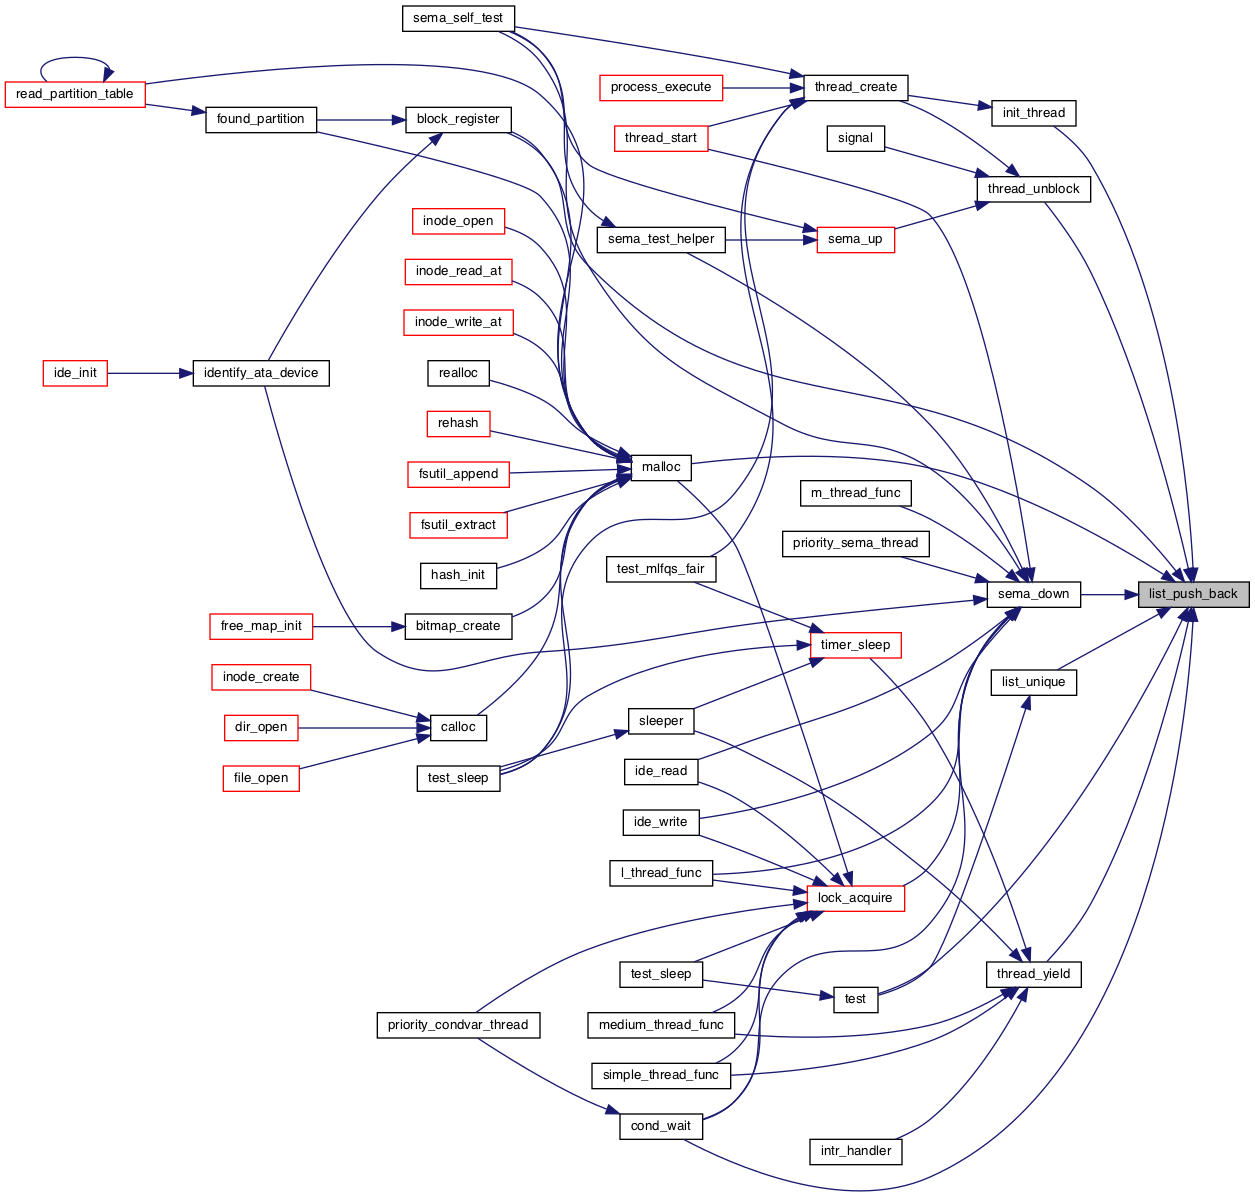 sema_self_test
read_partition_table
process_execute
thread_create
init_thread
found_partition
block_register
thread_start
signal
thread_unblock
inode_open
sema_test_helper
sema_up
inode_read_at
inode_write_at
ide_init
identify_ata_device
realloc
rehash
malloc
fsutil_append
m_thread_func
fsutil_extract
priority_sema_thread
hash_init
test_mlfqs_fair
sema_down
list_push_back
free_map_init
bitmap_create
timer_sleep
inode_create
list_unique
dir_open
calloc
sleeper
file_open
test_sleep
ide_read
ide_write
l_thread_func
lock_acquire
test_sleep
thread_yield
test
priority_condvar_thread
medium_thread_func
simple_thread_func
cond_wait
intr_handler